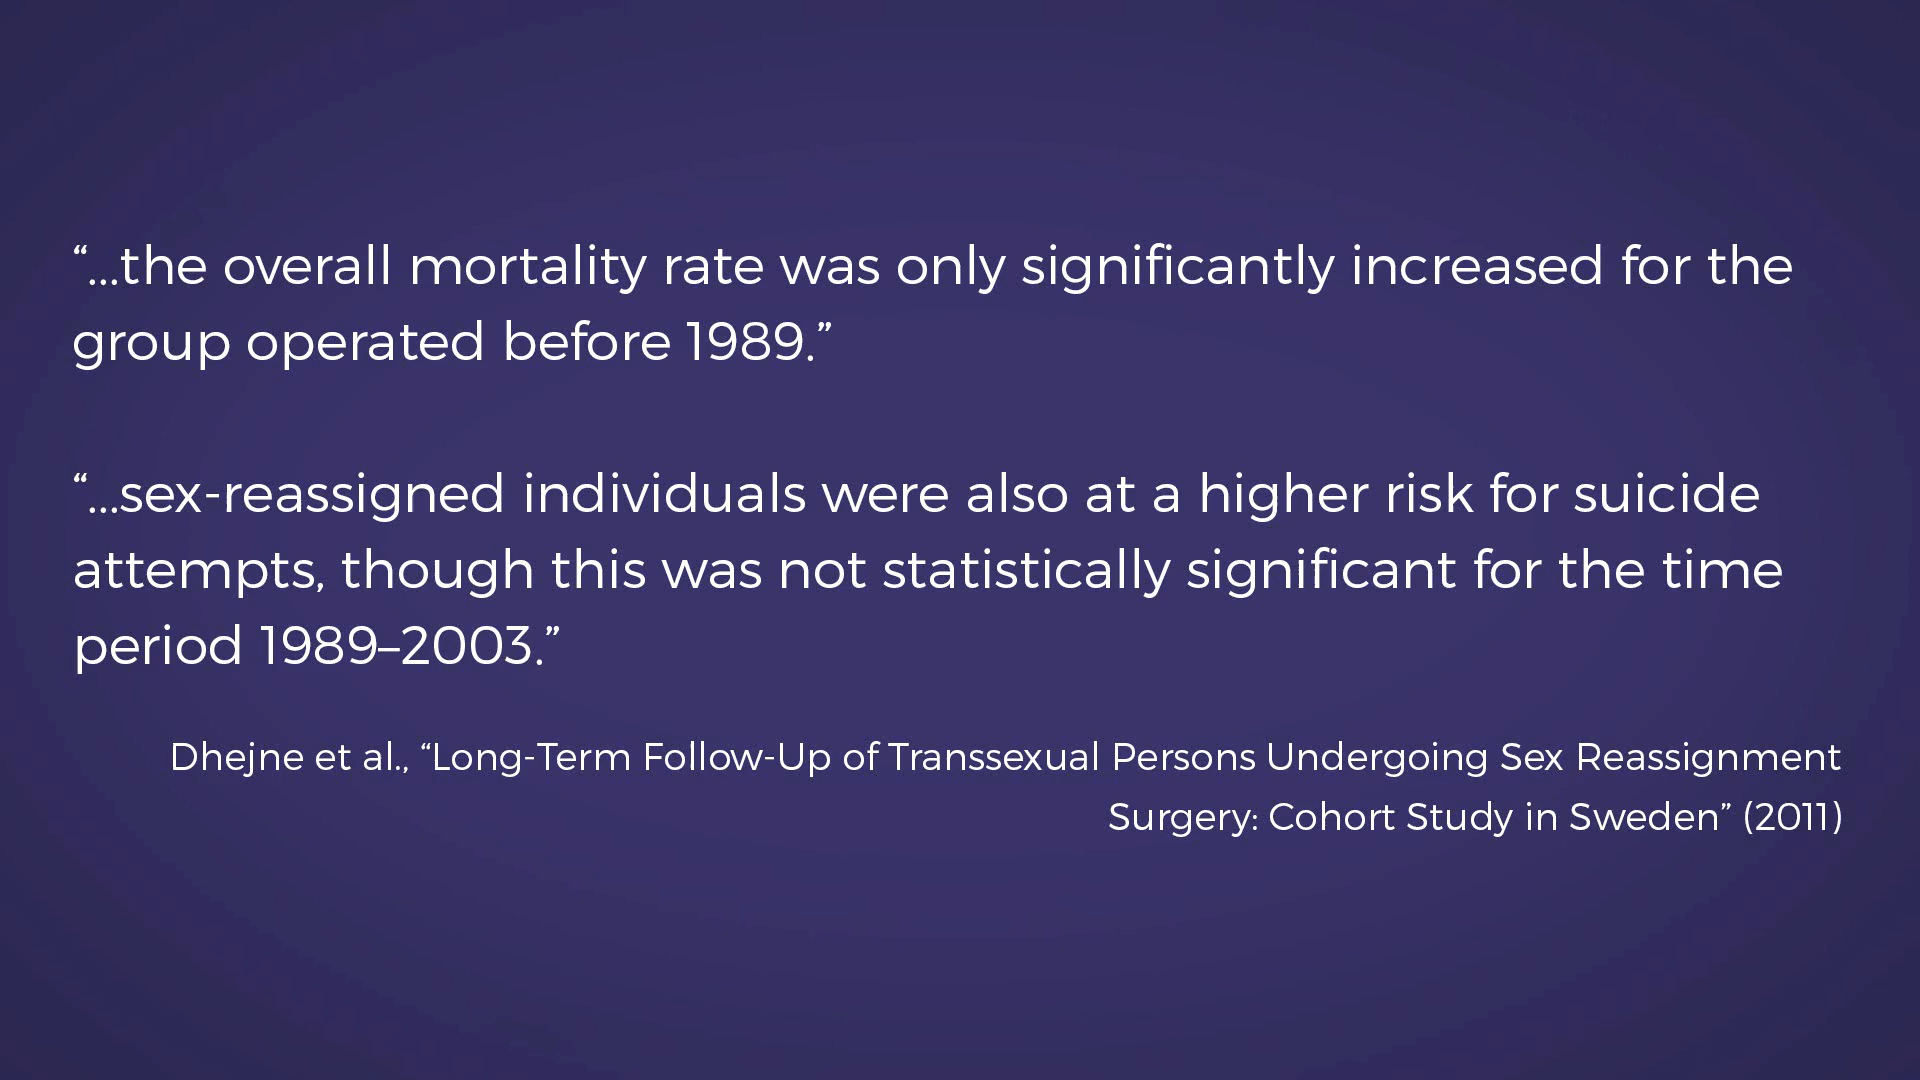 “...the overall mortality rate was only significantly increased for the
group operated before 1989.”
“...sex-reassigned individuals were also at a higher risk for suicide
attempts, though this was not statistically significant for the time
period 1989–2003.”
Dhejne et al., “Long-Term Follow-Up of Transsexual Persons Undergoing Sex Reassignment
Surgery: Cohort Study in Sweden” (2011)